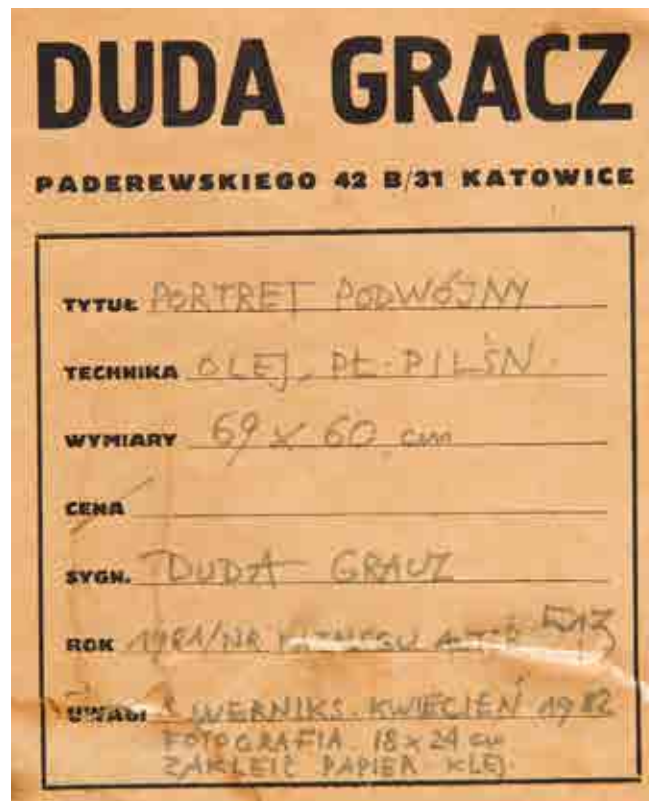 DUDA GRACZ
PADEREWSKIEGO 42 B/31 KATOWICE
TYTUŁ PORTRET PODWÓJNY
TECHNIKA OLEJ, PŁ. PILŚN.
WYMIARY 69 x 60 cm
CENA
SYGN. DUDA GRACZ
ROK 1981/NR 513
UWAGI WERNIKS. KWIECIEŃ 1982
FOTOGRAFIA 18 x 24 cm
ZAKLEIĆ PAPIER KLEJ.